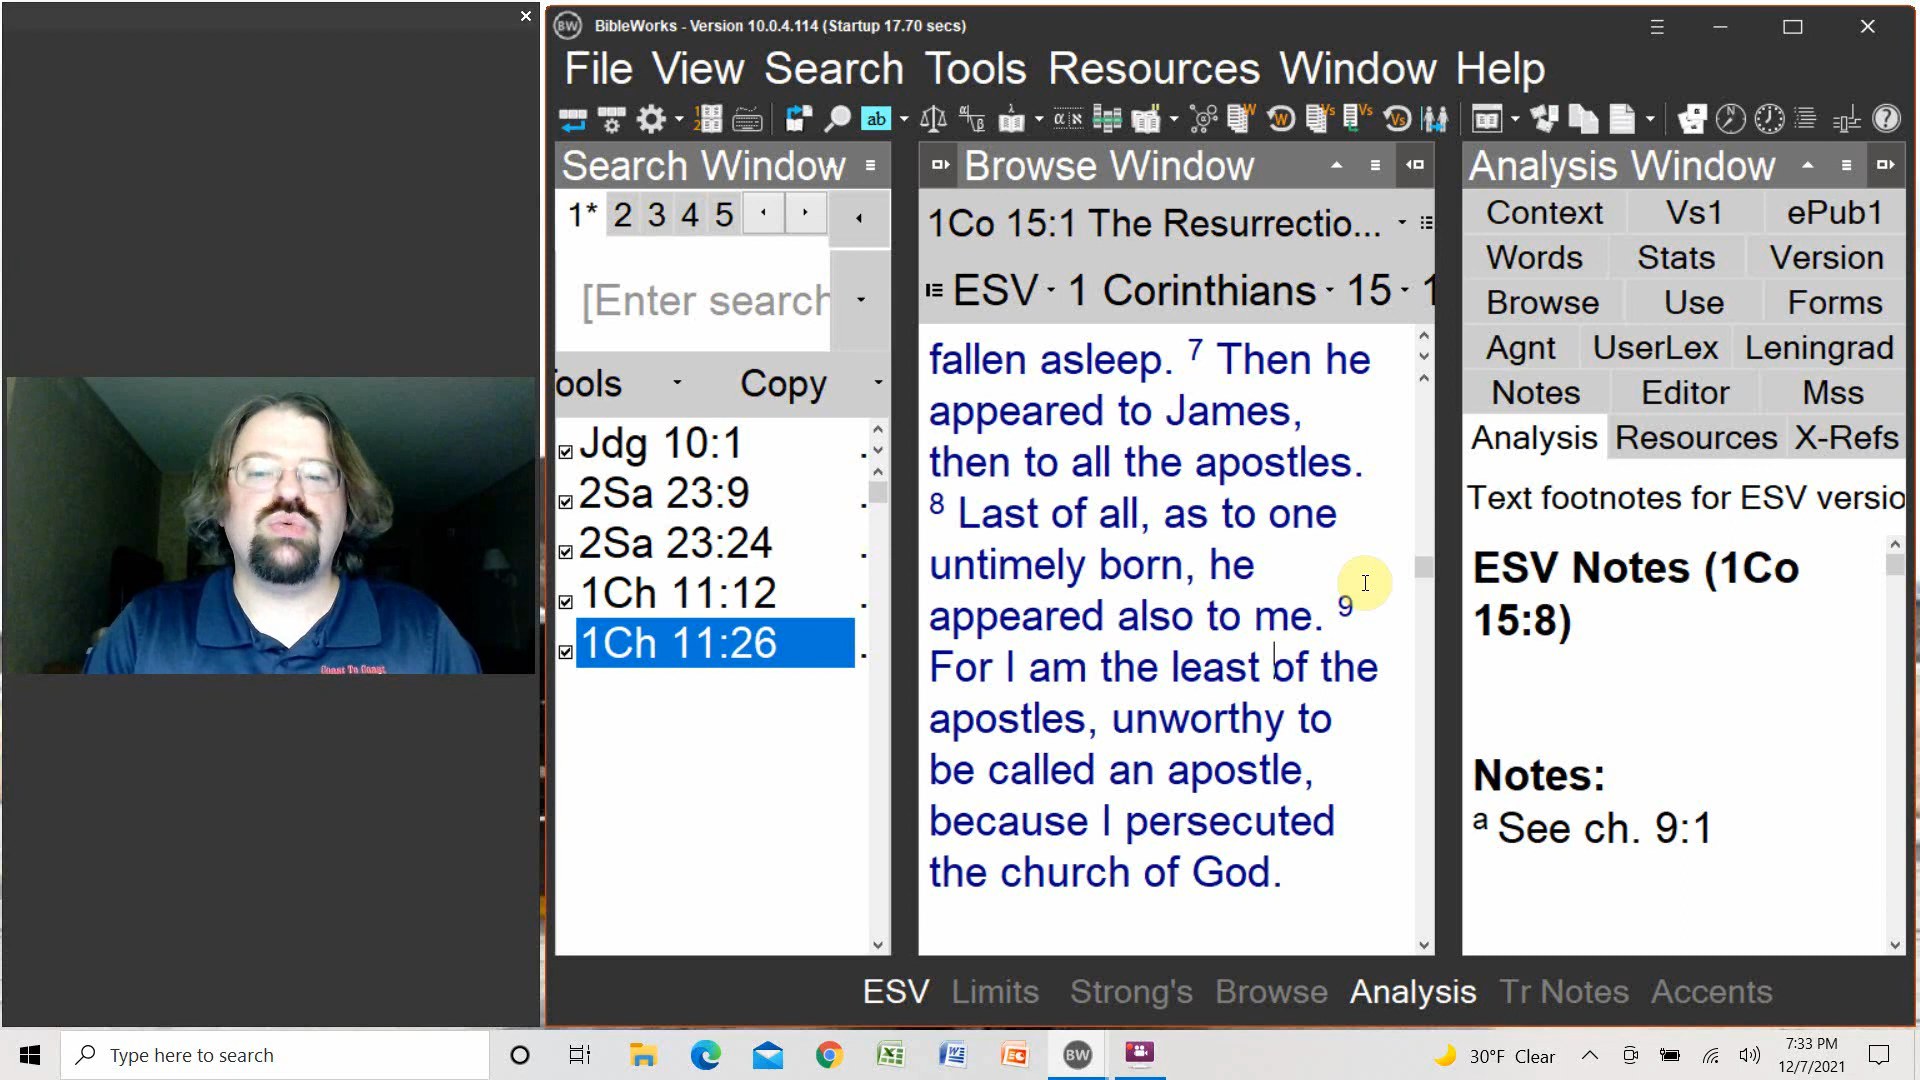 BW BibleWorks - Version 10.0.4.114 (Startup 17.70 secs)
File View Search Tools Resources Window Help
Search Window
1* 2 3 4 5
[Enter search
ools Copy
Jdg 10:1 .
2Sa 23:9 .
2Sa 23:24 .
1Ch 11:12 .
1Ch 11:26 .
Coast To Coast
Browse Window
1Co 15:1 The Resurrectio...
ESV 1 Corinthians 15 1
fallen asleep. 7 Then he
appeared to James,
then to all the apostles.
8 Last of all, as to one
untimely born, he
appeared also to me. 9
For I am the least of the
apostles, unworthy to
be called an apostle,
because I persecuted
the church of God.
Analysis Window
Context Vs1 ePub1
Words Stats Version
Browse Use Forms
Agnt UserLex Leningrad
Notes Editor Mss
Analysis Resources X-Refs
Text footnotes for ESV versio
ESV Notes (1Co
15:8)
Notes:
a See ch. 9:1
ESV Limits Strong's Browse Analysis Tr Notes Accents
Type here to search
BW
30°F Clear
7:33 PM
12/7/2021